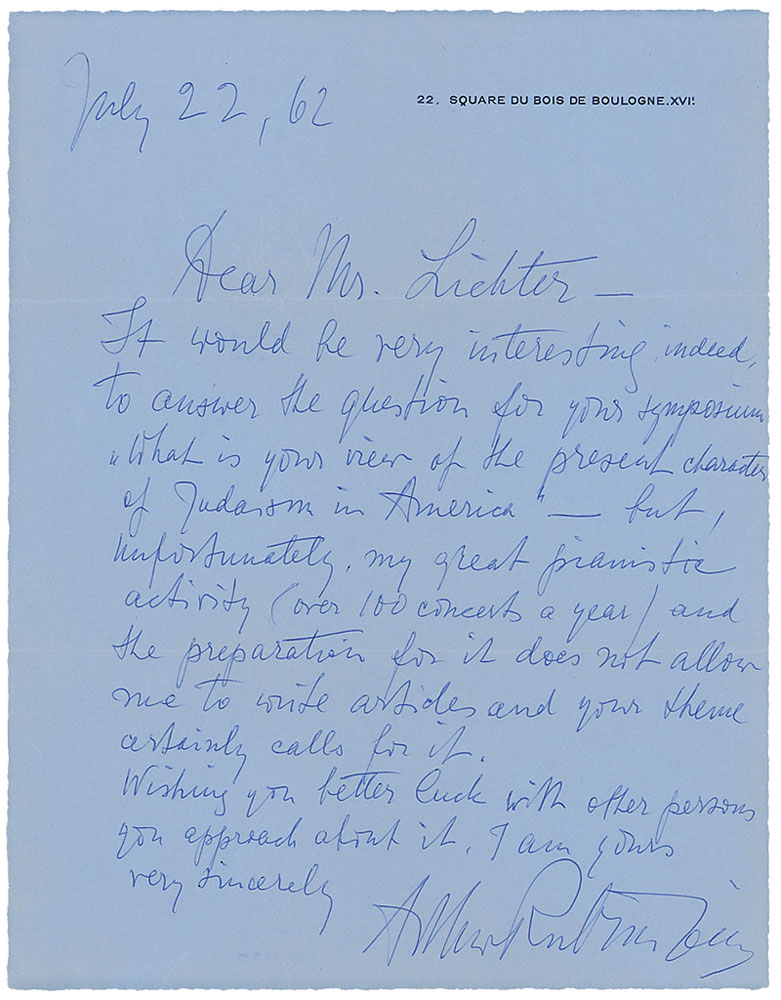 July 22, 62
22, SQUARE DU BOIS DE BOULOGNE.XVIE
Dear Mr. Lichter —
It would be very interesting indeed,
to answer the question for your symposium
„What is your view of the present character
of Judaism in America" — but,
unfortunately, my great pianistic
activity (over 100 concerts a year) and
the preparation for it does not allow
me to write articles and your theme
certainly calls for it.
Wishing you better luck with other persons
you approach about it, I am yours
very sincerely
Arthur Rubinstein